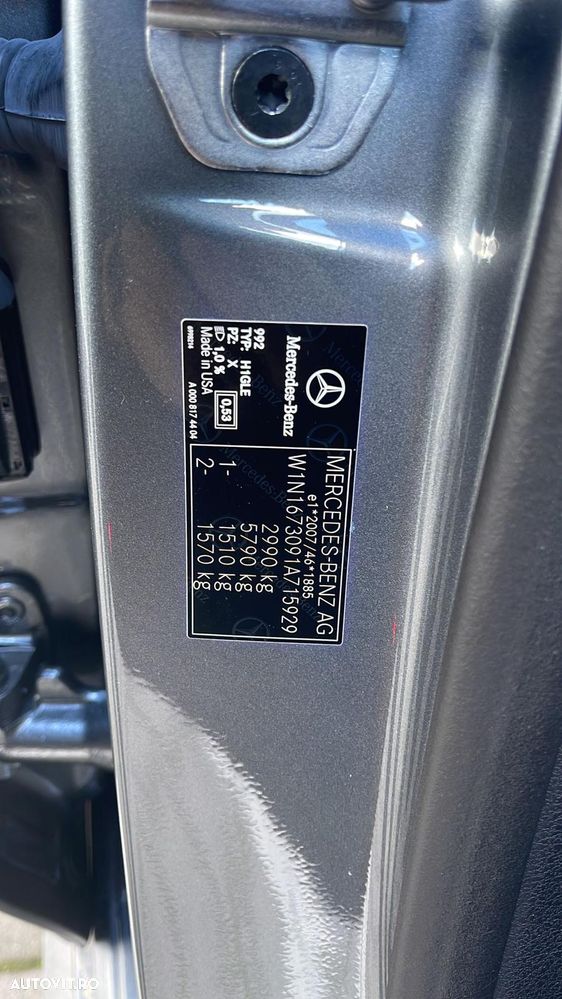 Mercedes-Benz
992
TYP: H1GLE
PZ: X
1,0 %
0,53
Made in USA
6998214
A 000 817 44 04
MERCEDES-BENZ AG
e1*2007/46*1885
W1N1673091A715929
2990 kg
5790 kg
1- 1510 kg
2- 1570 kg
AUTOVIT.RO